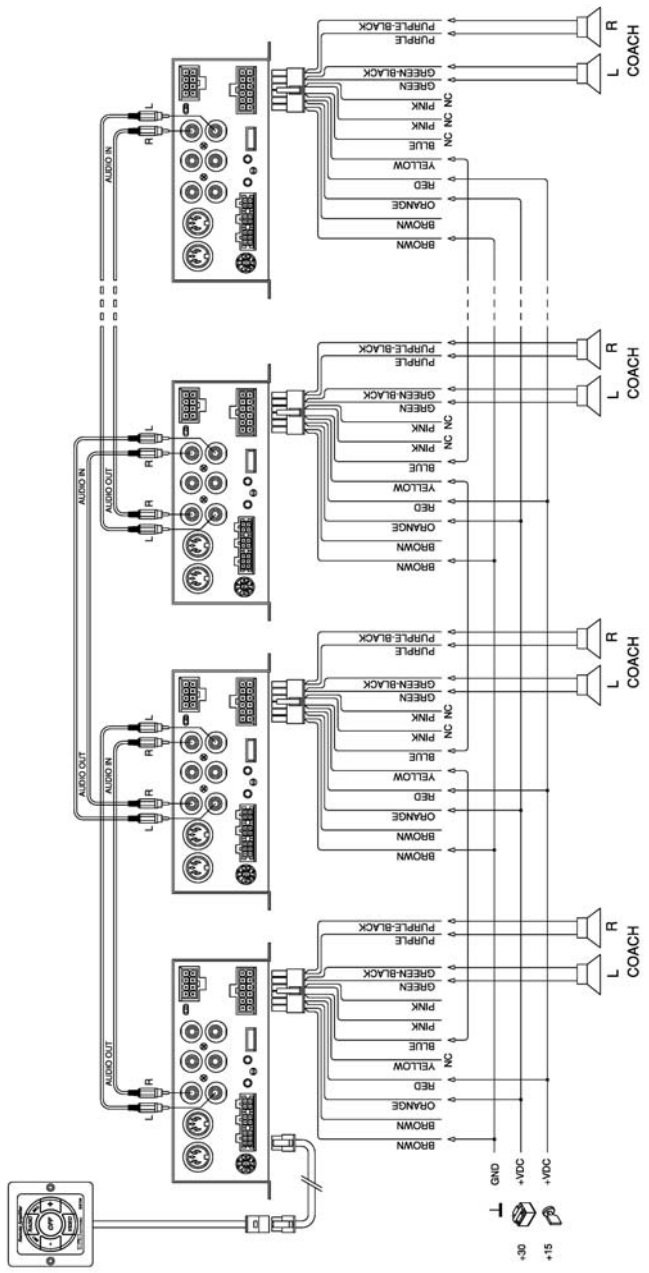 AUDIO IN
L
R
PURPLE-BLACK
PURPLE
GREEN-BLACK
GREEN
PINK NC
PINK NC
BLUE NC
YELLOW
RED
ORANGE
BROWN
BROWN
R
L
COACH
AUDIO IN
AUDIO OUT
L
R
R
L
PURPLE-BLACK
PURPLE
GREEN-BLACK
GREEN
PINK NC
PINK NC
BLUE
YELLOW
RED
ORANGE
BROWN
BROWN
R
L
COACH
AUDIO OUT
AUDIO IN
L
R
R
L
PURPLE-BLACK
PURPLE
GREEN-BLACK
GREEN
PINK NC
PINK NC
BLUE
YELLOW
RED
ORANGE
BROWN
BROWN
R
L
COACH
AUDIO OUT
R
L
PURPLE-BLACK
PURPLE
GREEN-BLACK
GREEN
PINK
PINK
BLUE
YELLOW NC
RED
ORANGE
BROWN
BROWN
R
L
COACH
OFF
+
-
GND
+VDC
+VDC
+30
+15